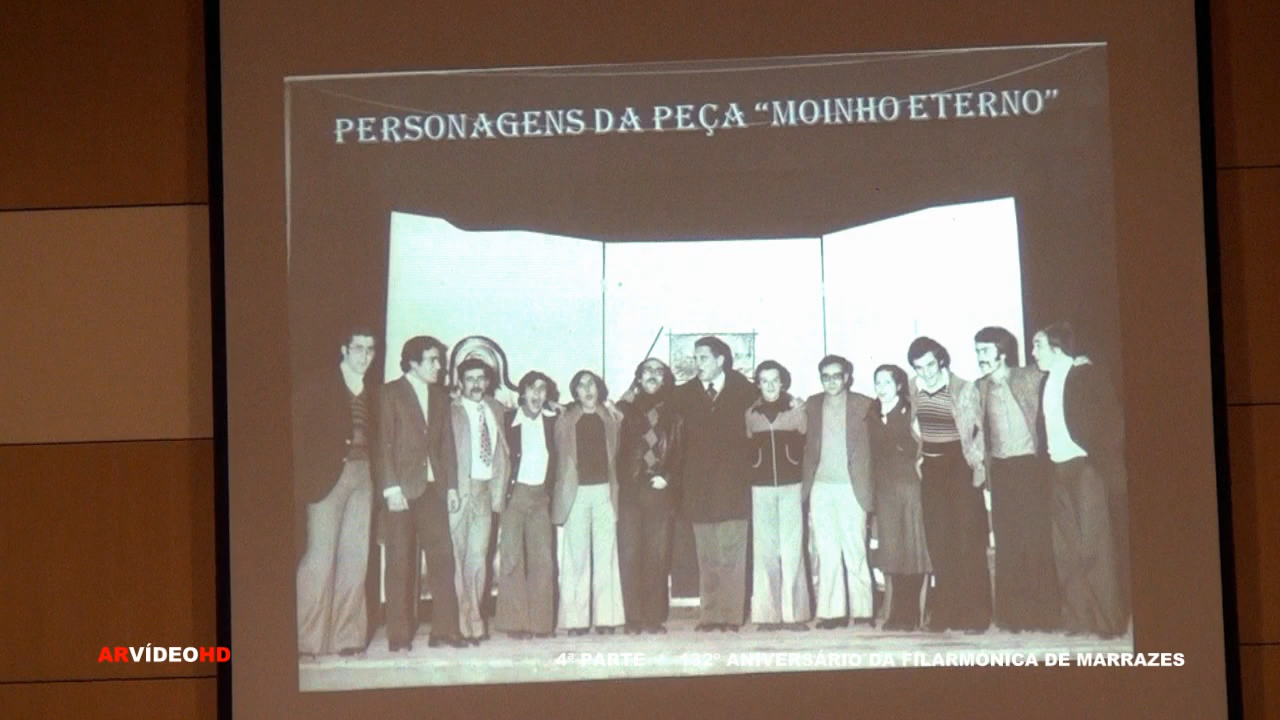 PERSONAGENS DA PEÇA “MOINHO ETERNO”
ARVÍDEOHD
4ª PARTE - 132º ANIVERSÁRIO DA FILARMÓNICA DE MARRAZES